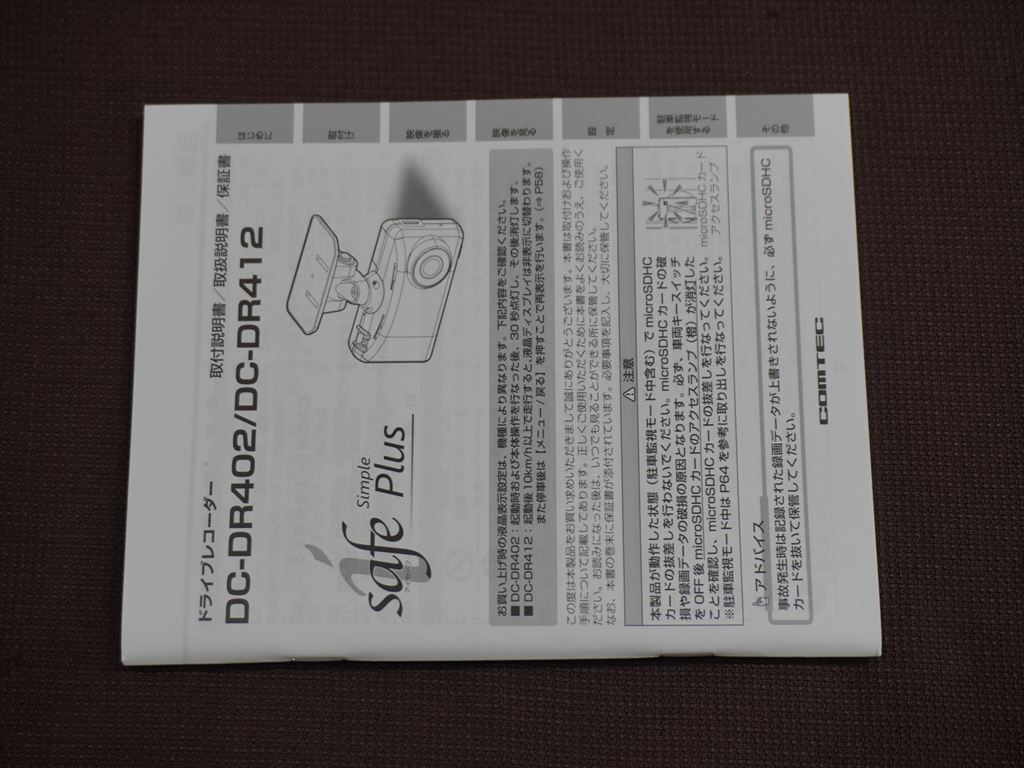 ドライブレコーダー
取付説明書/取扱説明書/保証書
DC-DR402/DC-DR412
はじめに
取付け
映像を撮る
映像を見る
設定
駐車監視モード
を使用する
その他
Safe Simple
Plus
お買い上げ時の液晶表示設定は、機種により異なります。下記内容をご確認ください。
■DC-DR402：起動時および本体操作を行なった後、30秒点灯し、その後消灯します。
■DC-DR412：起動後10km/h以上で走行すると、液晶ディスプレイは非表示に切替わります。
また停車後は【メニュー/戻る】を押すことで再表示を行います。(⇒P58)
この度は本製品をお買い求めいただきまして誠にありがとうございます。本書は取付けおよび操作
手順について記載してあります。正しくご使用いただくために本書をよくお読みのうえ、ご使用く
ださい。お読みになった後は、いつでも見ることができる所に保管してください。
なお、本書の巻末に保証書が添付されています。必要事項を記入し、大切に保管してください。
注意
本製品が動作した状態（駐車監視モード中含む）でmicroSDHC
カードの抜差しを行わないでください。microSDHCカードの破
損や録画データの破損の原因となります。必ず、車両キースイッチ
をOFF後microSDHCカードのアクセスランプ（橙）が消灯した
ことを確認し、microSDHCカードの抜差しを行なってください。
※駐車監視モード中はP64を参考に取り出しを行なってください。
microSDHCカード
アクセスランプ
アドバイス
事故発生時は記録された録画データが上書きされないように、必ずmicroSDHC
カードを抜いて保管してください。
COMTEC